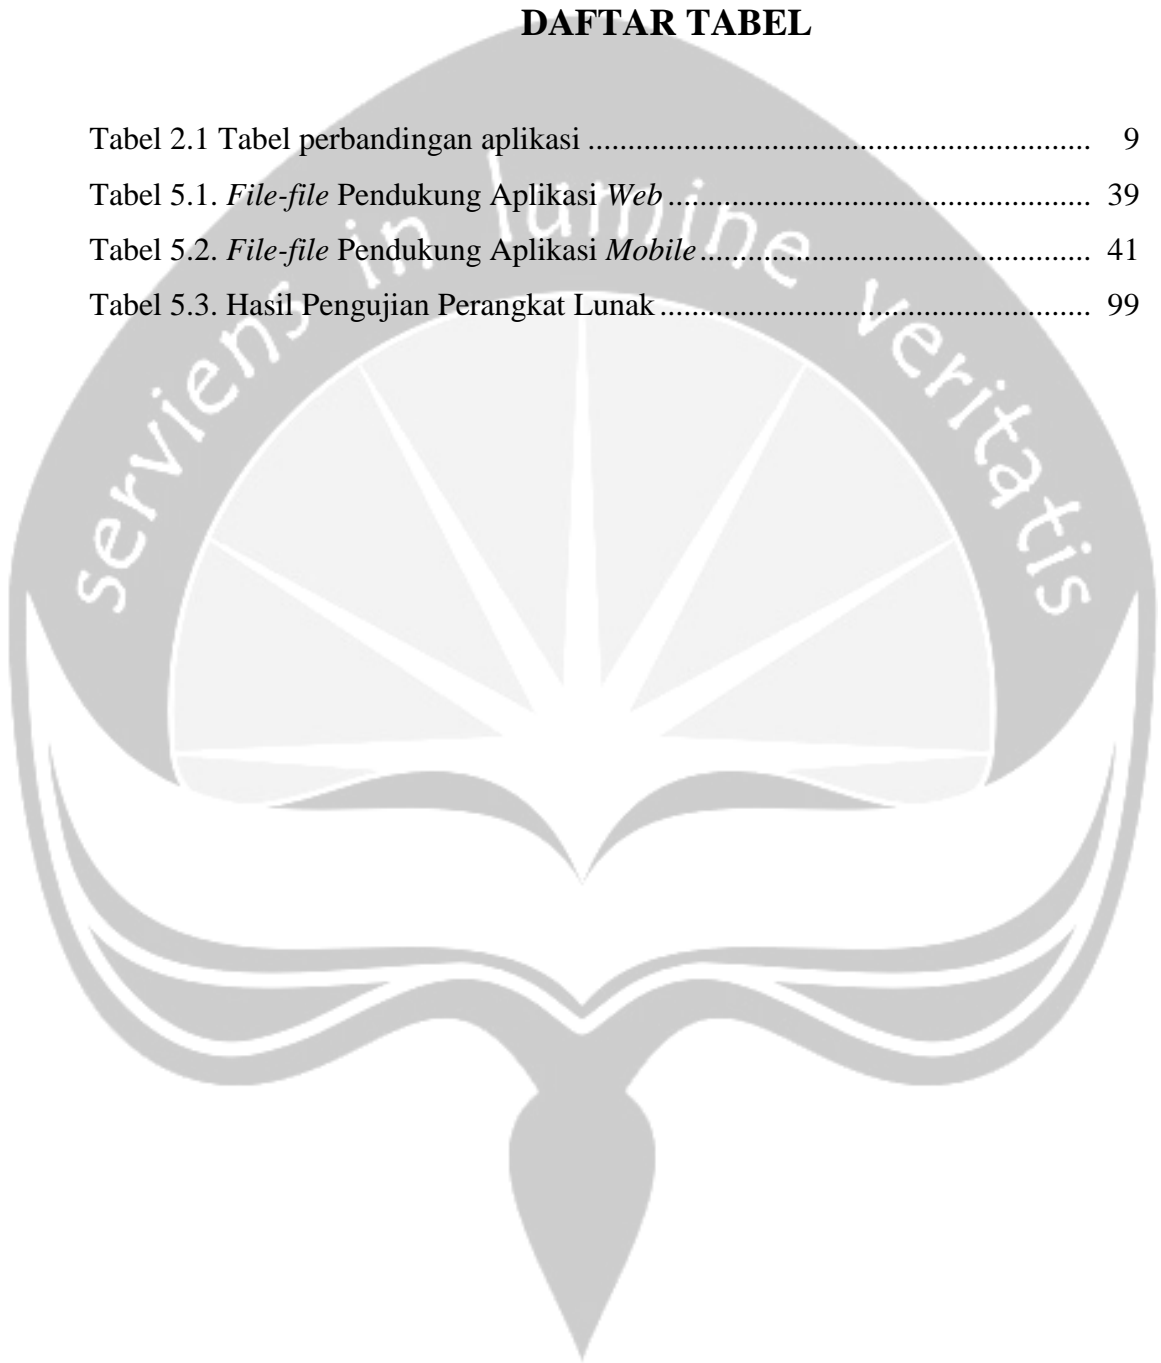 DAFTAR TABEL
Tabel 2.1 Tabel perbandingan aplikasi ............................................................... 9
Tabel 5.1. File-file Pendukung Aplikasi Web ..................................................... 39
Tabel 5.2. File-file Pendukung Aplikasi Mobile ................................................. 41
Tabel 5.3. Hasil Pengujian Perangkat Lunak ...................................................... 99
serviens in lumine veritatis